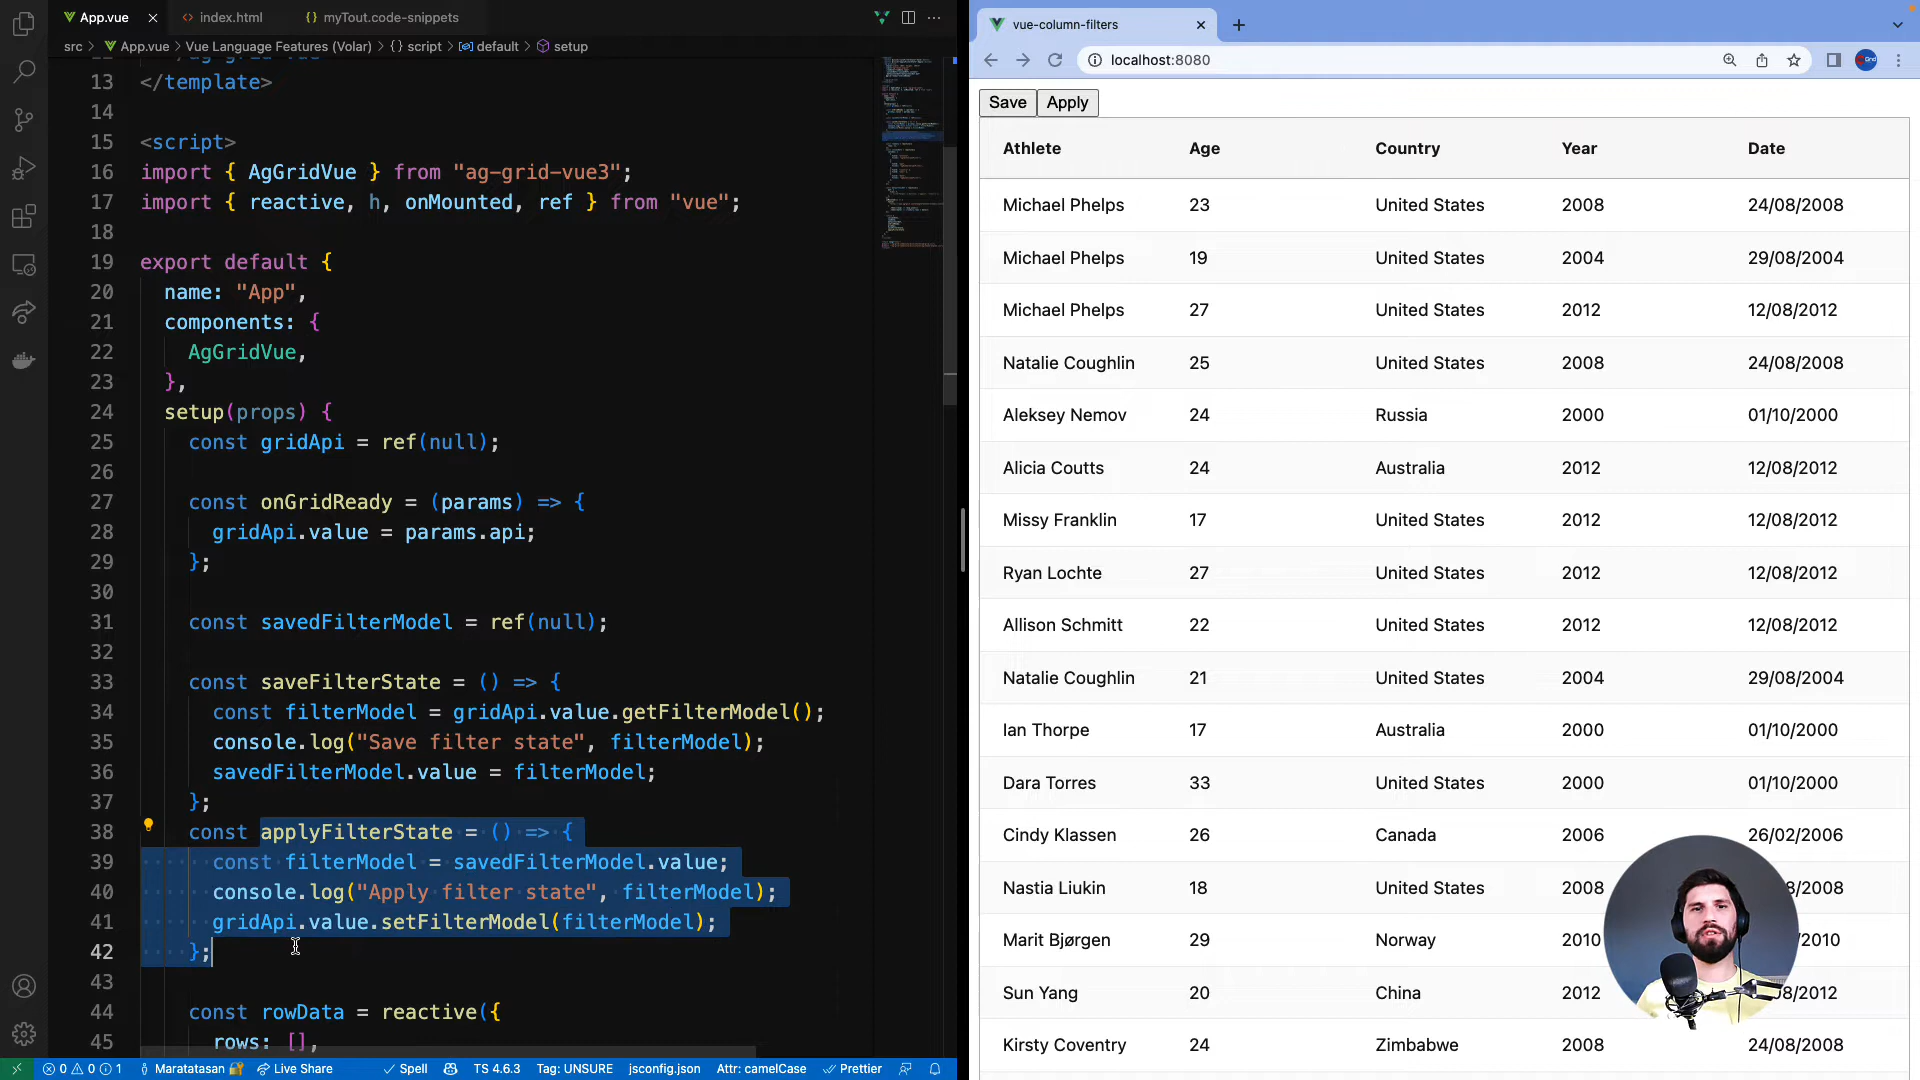 App.vue
index.html
myTout.code-snippets
src
App.vue
Vue Language Features (Volar)
{} script
default
setup
13 </template>
14
15 <script>
16 import { AgGridVue } from "ag-grid-vue3";
17 import { reactive, h, onMounted, ref } from "vue";
18
19 export default {
20 name: "App",
21 components: {
22 AgGridVue,
23 },
24 setup(props) {
25 const gridApi = ref(null);
26
27 const onGridReady = (params) => {
28 gridApi.value = params.api;
29 };
30
31 const savedFilterModel = ref(null);
32
33 const saveFilterState = () => {
34 const filterModel = gridApi.value.getFilterModel();
35 console.log("Save filter state", filterModel);
36 savedFilterModel.value = filterModel;
37 };
38 const applyFilterState = () => {
39 const filterModel = savedFilterModel.value;
40 console.log("Apply filter state", filterModel);
41 gridApi.value.setFilterModel(filterModel);
42 };
43
44 const rowData = reactive({
45 rows: [],
0 0 1 Maratatasan Live Share Spell TS 4.6.3 Tag: UNSURE jsconfig.json Attr: camelCase Prettier
vue-column-filters
localhost:8080
Save Apply
Athlete Age Country Year Date
Michael Phelps 23 United States 2008 24/08/2008
Michael Phelps 19 United States 2004 29/08/2004
Michael Phelps 27 United States 2012 12/08/2012
Natalie Coughlin 25 United States 2008 24/08/2008
Aleksey Nemov 24 Russia 2000 01/10/2000
Alicia Coutts 24 Australia 2012 12/08/2012
Missy Franklin 17 United States 2012 12/08/2012
Ryan Lochte 27 United States 2012 12/08/2012
Allison Schmitt 22 United States 2012 12/08/2012
Natalie Coughlin 21 United States 2004 29/08/2004
Ian Thorpe 17 Australia 2000 01/10/2000
Dara Torres 33 United States 2000 01/10/2000
Cindy Klassen 26 Canada 2006 26/02/2006
Nastia Liukin 18 United States 2008 8/2008
Marit Bjørgen 29 Norway 2010 /2010
Sun Yang 20 China 2012 8/2012
Kirsty Coventry 24 Zimbabwe 2008 24/08/2008